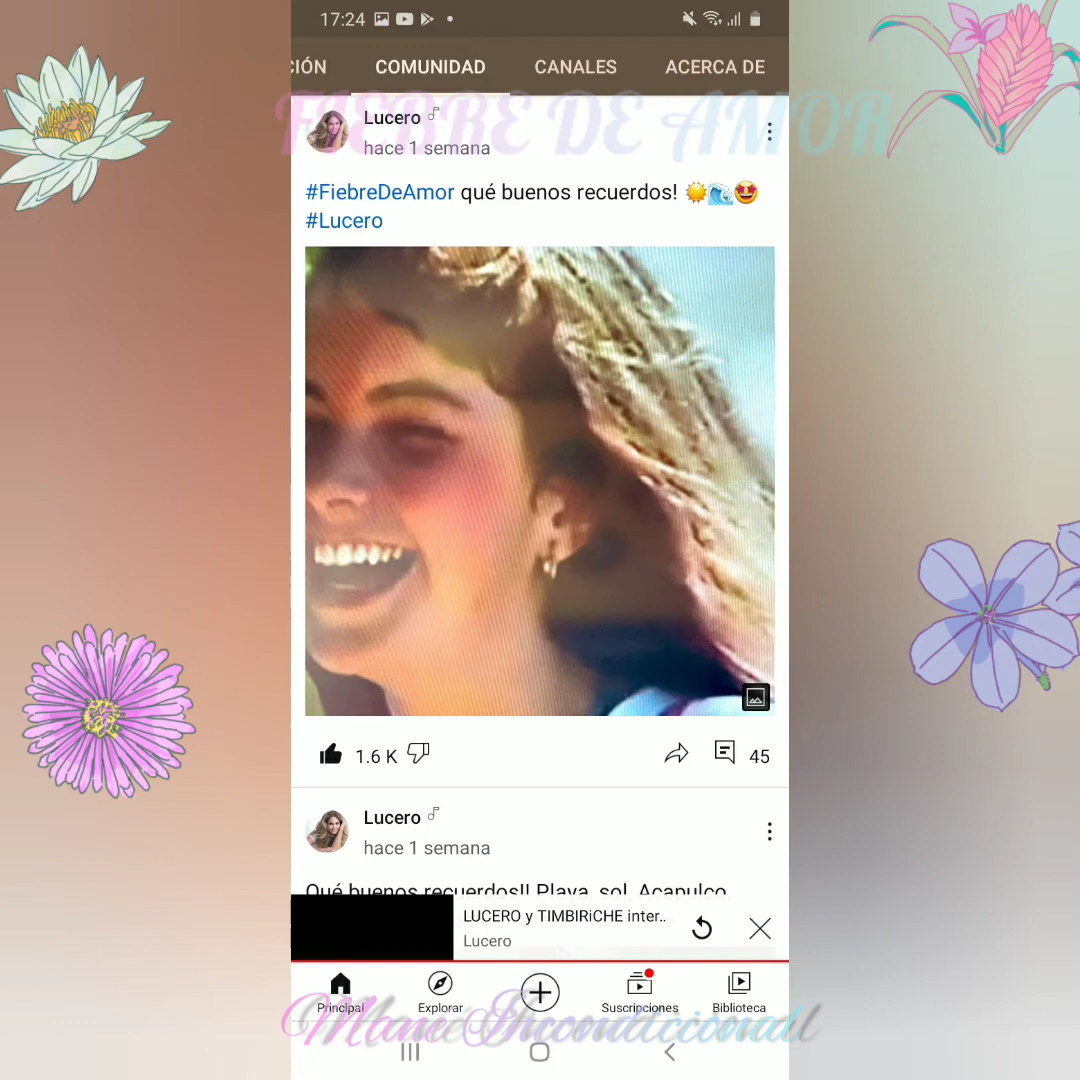 17:24
CIÓN COMUNIDAD CANALES ACERCA DE
FIEBRE DE AMOR
Lucero
hace 1 semana
#FiebreDeAmor qué buenos recuerdos! ☀️🌊🤩
#Lucero
1.6 K 45
Lucero
hace 1 semana
Qué buenos recuerdos!! Playa, sol, Acapulco,
LUCERO y TIMBIRiCHE inter..
Lucero
Principal Explorar Suscripciones Biblioteca